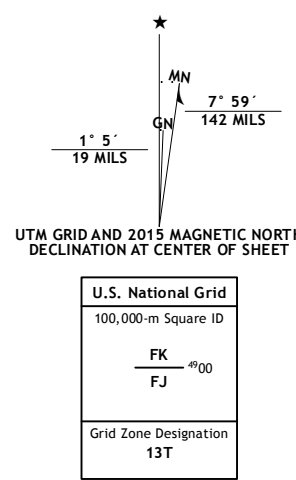 ★
MN
7° 59´
142 MILS
GN
1° 5´
19 MILS
UTM GRID AND 2015 MAGNETIC NORTH
DECLINATION AT CENTER OF SHEET
U.S. National Grid
100,000-m Square ID
FK
4900
FJ
Grid Zone Designation
13T